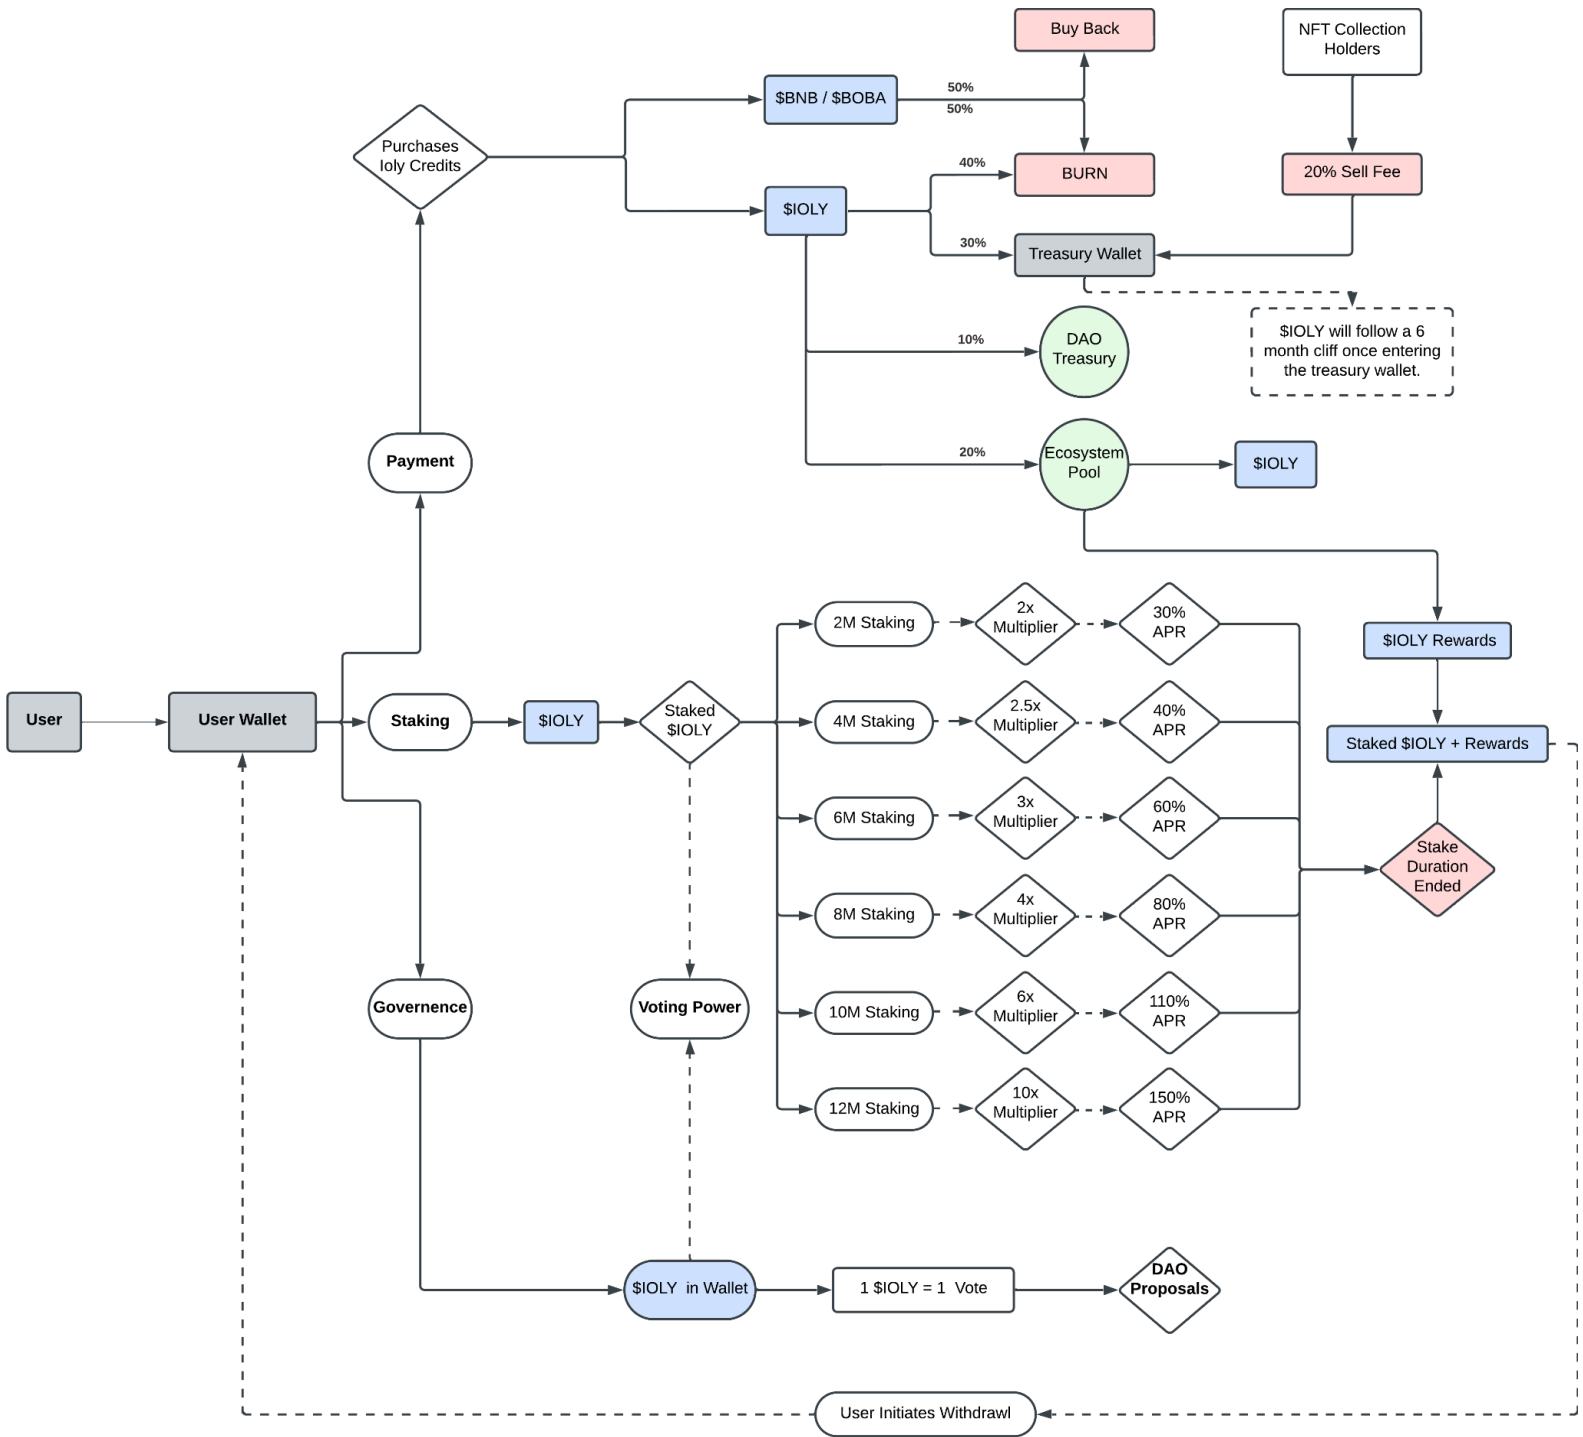 Buy Back
NFT Collection
Holders
$BNB / $BOBA
50%
50%
Purchases
Ioly Credits
40%
BURN
20% Sell Fee
$IOLY
30%
Treasury Wallet
$IOLY will follow a 6
month cliff once entering
the treasury wallet.
10%
DAO
Treasury
Payment
20%
Ecosystem
Pool
$IOLY
2M Staking
2x
Multiplier
30%
APR
$IOLY Rewards
User
User Wallet
Staking
$IOLY
Staked
$IOLY
4M Staking
2.5x
Multiplier
40%
APR
Staked $IOLY + Rewards
6M Staking
3x
Multiplier
60%
APR
Stake
Duration
Ended
8M Staking
4x
Multiplier
80%
APR
Governence
Voting Power
10M Staking
6x
Multiplier
110%
APR
12M Staking
10x
Multiplier
150%
APR
$IOLY in Wallet
1 $IOLY = 1 Vote
DAO
Proposals
User Initiates Withdrawl